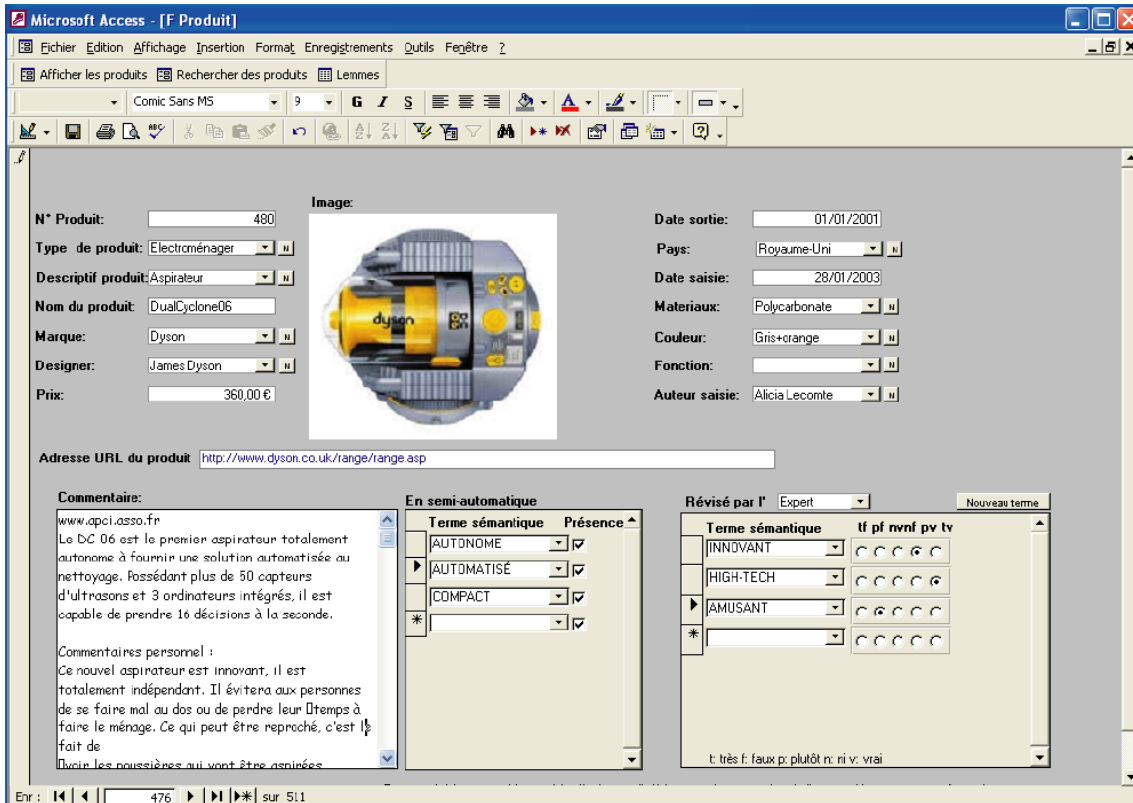 Microsoft Access - [F Produit]
Fichier Edition Affichage Insertion Format Enregistrements Outils Fenêtre ?
Afficher les produits Rechercher des produts Lemmes
Comic Sans MS 9 G I S
Image:
N° Produit: 480
Type de produit: Electroménager N
Descriptif produit: Aspirateur N
Nom du produit: DualCyclone06
Marque: Dyson N
Designer: James Dyson N
Prix: 360,00 €
dyson
Date sortie: 01/01/2001
Pays: Royaume-Uni N
Date saisie: 28/01/2003
Materiaux: Polycarbonate N
Couleur: Gris+orange N
Fonction: N
Auteur saisie: Alicia Lecomte N
Adresse URL du produit http://www.dyson.co.uk/range/range.asp
Commentaire:
www.apci.asso.fr
Le DC 06 est le premier aspirateur totalement
autonome à fournir une solution automatisée au
nettoyage. Possédant plus de 50 capteurs
d'ultrasons et 3 ordinateurs intégrés, il est
capable de prendre 16 décisions à la seconde.
Commentaires personnel :
Ce nouvel aspirateur est innovant, il est
totalement indépendant. Il évitera aux personnes
de se faire mal au dos ou de perdre leur temps à
faire le ménage. Ce qui peut être reproché, c'est le
fait de
voir les poussières qui vont être aspirées
En semi-automatique
Terme sémantique Présence
AUTONOME
AUTOMATISÉ
COMPACT
Révisé par l' Expert Nouveau terme
Terme sémantique tf pf nvnf pv tv
INNOVANT
HIGH-TECH
AMUSANT
t: très f: faux p: plutôt n: ni v: vrai
Enr : 476 sur 511